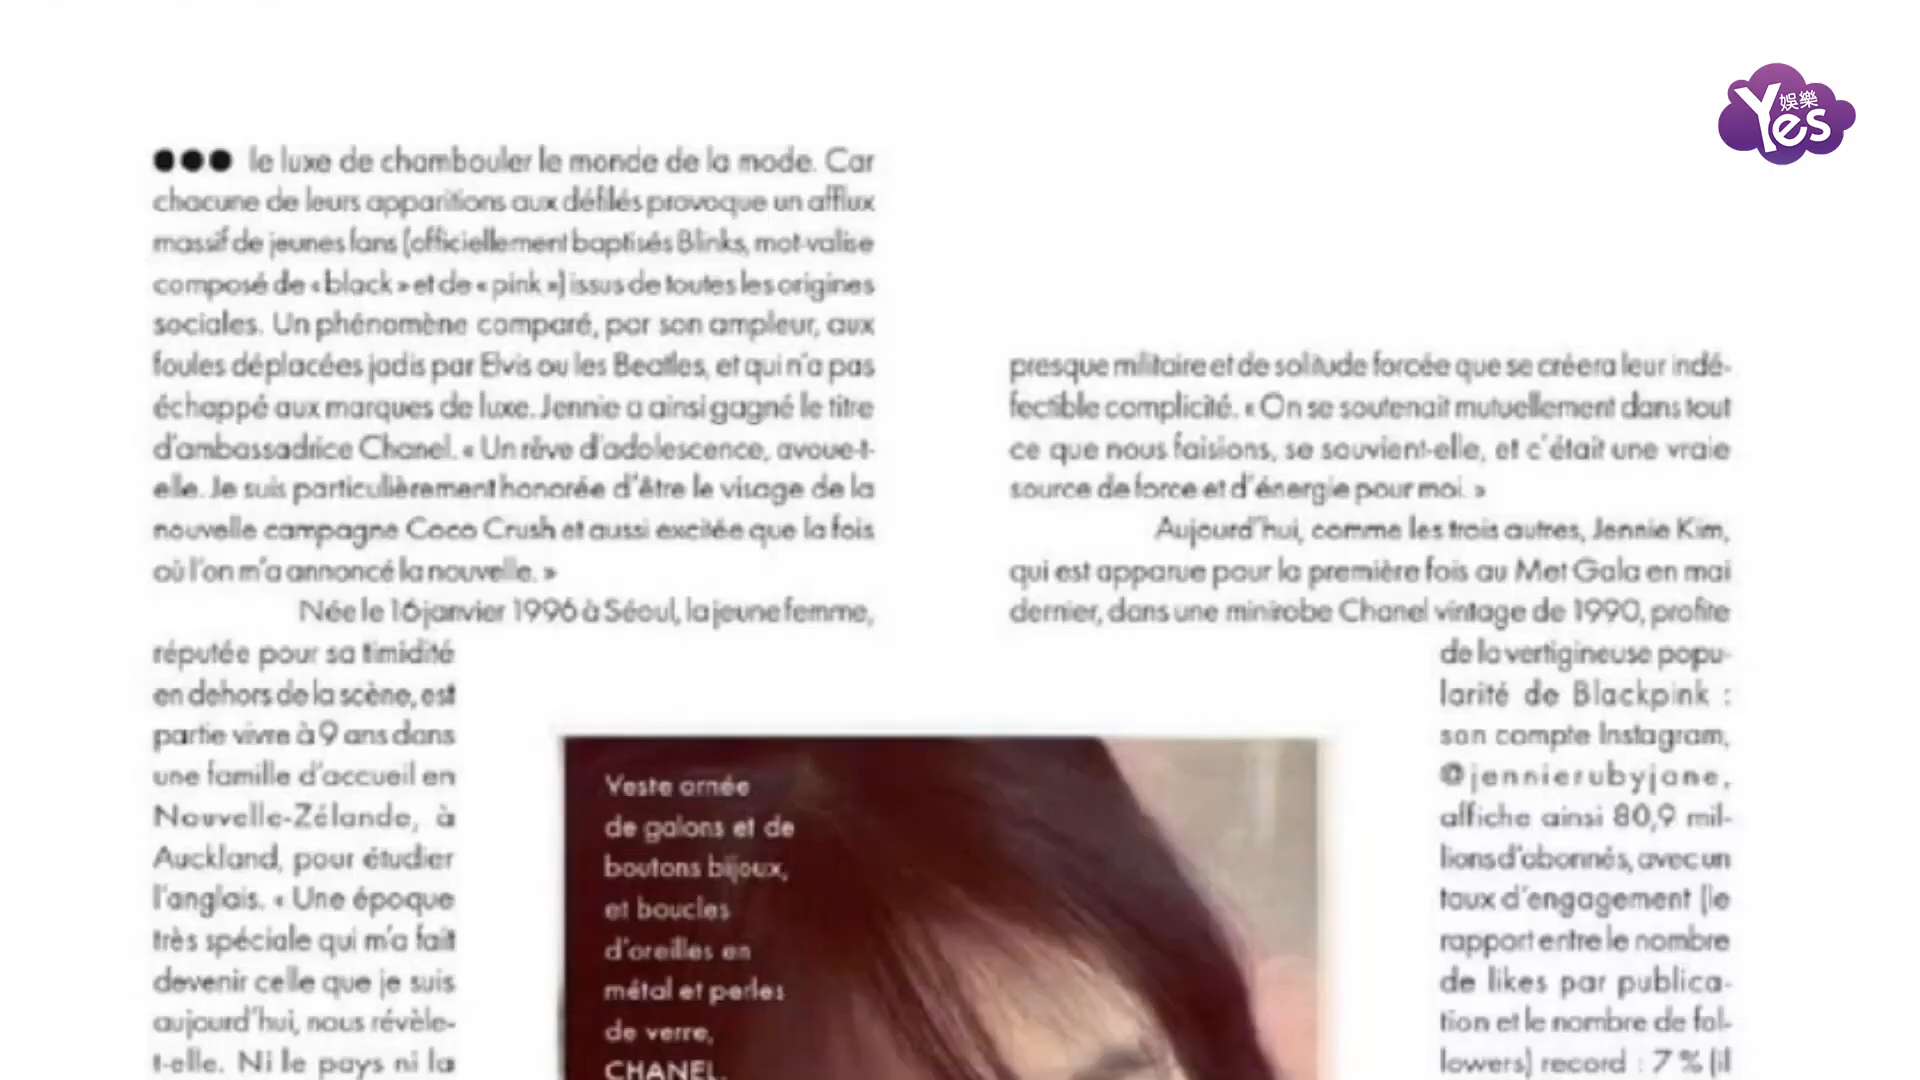 Yes 娛樂
●●● le luxe de chambouler le monde de la mode. Car
chacune de leurs apparitions aux défilés provoque un afflux
massif de jeunes fans (officiellement baptisés Blinks, mot-valise
composé de « black » et de « pink ») issus de toutes les origines
sociales. Un phénomène comparé, par son ampleur, aux
foules déplacées jadis par Elvis ou les Beatles, et qui n'a pas
échappé aux marques de luxe. Jennie a ainsi gagné le titre
d'ambassadrice Chanel. « Un rêve d'adolescence, avoue-t-
elle. Je suis particulièrement honorée d'être le visage de la
nouvelle campagne Coco Crush et aussi excitée que la fois
où l'on m'a annoncé la nouvelle. »
Née le 16 janvier 1996 à Séoul, la jeune femme,
réputée pour sa timidité
en dehors de la scène, est
partie vivre à 9 ans dans
une famille d'accueil en
Nouvelle-Zélande, à
Auckland, pour étudier
l'anglais. « Une époque
très spéciale qui m'a fait
devenir celle que je suis
aujourd'hui, nous révèle-
t-elle. Ni le pays ni la
Veste ornée
de galons et de
boutons bijoux,
et boucles
d'oreilles en
métal et perles
de verre,
CHANEL.
presque militaire et de solitude forcée que se créera leur indé-
fectible complicité. « On se soutenait mutuellement dans tout
ce que nous faisions, se souvient-elle, et c'était une vraie
source de force et d'énergie pour moi. »
Aujourd'hui, comme les trois autres, Jennie Kim,
qui est apparue pour la première fois au Met Gala en mai
dernier, dans une minirobe Chanel vintage de 1990, profite
de la vertigineuse popu-
larité de Blackpink :
son compte Instagram,
@jennierubyjane,
affiche ainsi 80,9 mil-
lions d'abonnés, avec un
taux d'engagement (le
rapport entre le nombre
de likes par publica-
tion et le nombre de fol-
lowers) record : 7 % (il